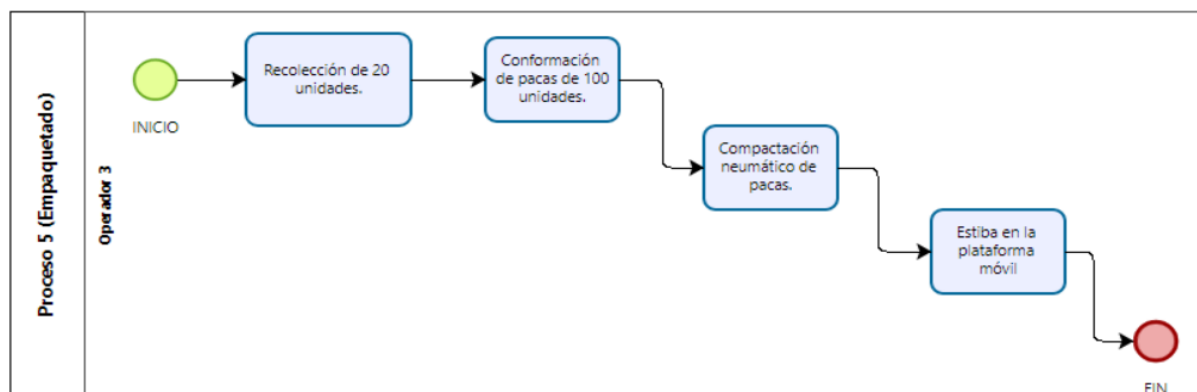 Proceso 5 (Empaquetado)
Operador 3
INICIO
Recolección de 20
unidades.
Conformación
de pacas de 100
unidades.
Compactación
neumático de
pacas.
Estiba en la
plataforma
móvil
FIN